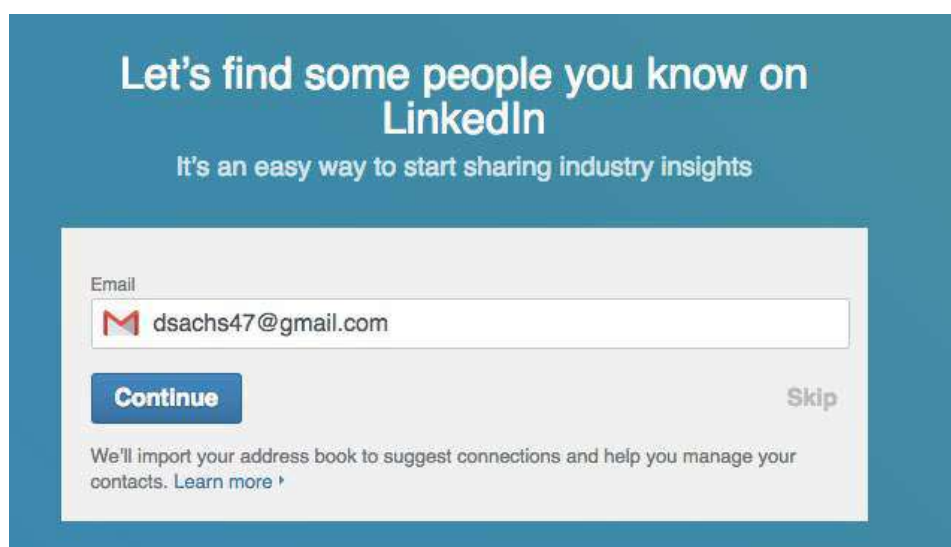 Let's find some people you know on
LinkedIn
It's an easy way to start sharing industry insights
Email
dsachs47@gmail.com
Continue
Skip
We'll import your address book to suggest connections and help you manage your
contacts. Learn more ▸